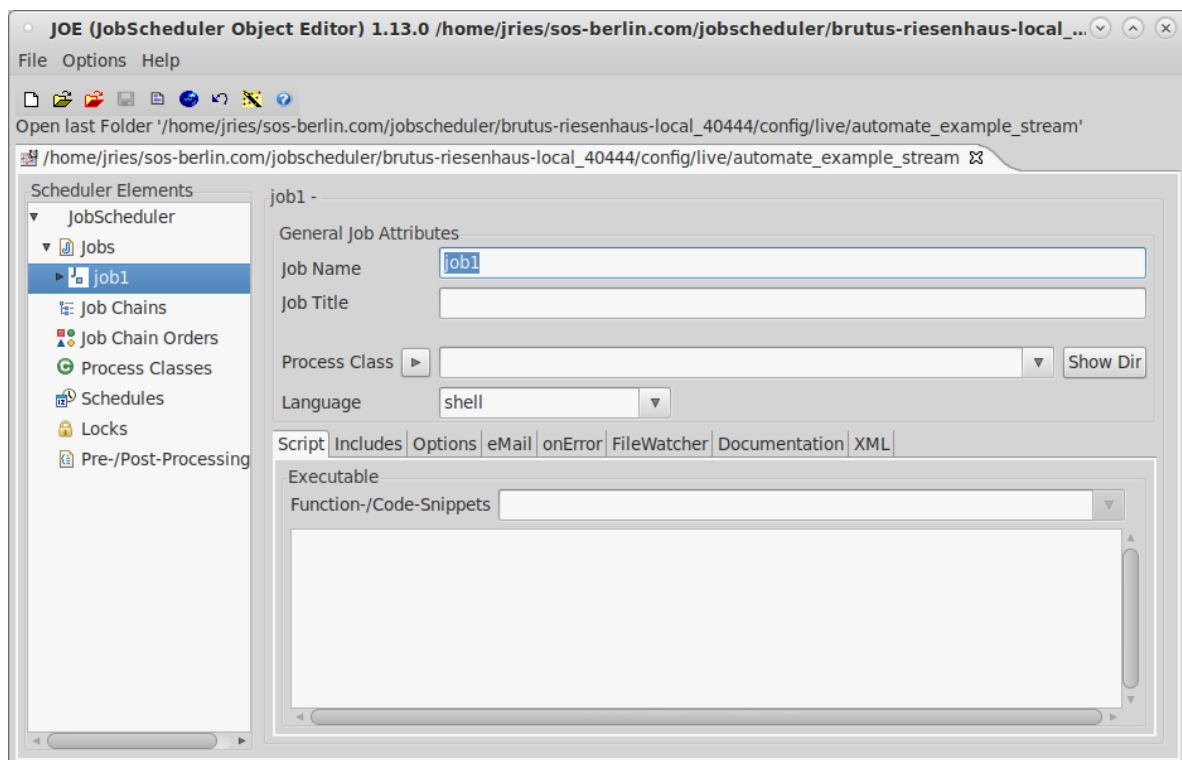 JOE (JobScheduler Object Editor) 1.13.0 /home/jries/sos-berlin.com/jobscheduler/brutus-riesenhaus-local_...
File Options Help
Open last Folder '/home/jries/sos-berlin.com/jobscheduler/brutus-riesenhaus-local_40444/config/live/automate_example_stream'
/home/jries/sos-berlin.com/jobscheduler/brutus-riesenhaus-local_40444/config/live/automate_example_stream
Scheduler Elements
JobScheduler
Jobs
job1
Job Chains
Job Chain Orders
Process Classes
Schedules
Locks
Pre-/Post-Processing
job1 -
General Job Attributes
Job Name job1
Job Title
Process Class Show Dir
Language shell
Script Includes Options eMail onError FileWatcher Documentation XML
Executable
Function-/Code-Snippets